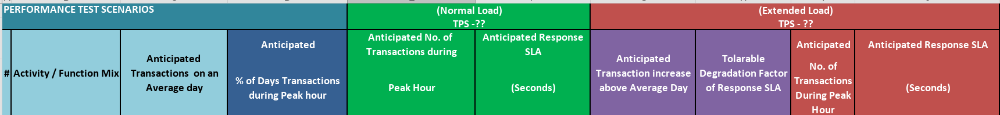 PERFORMANCE TEST SCENARIOS
(Normal Load)
TPS -??
(Extended Load)
TPS - ??
#
Activity / Function Mix
Anticipated
Transactions on an
Average day
Anticipated
% of Days Transactions
during Peak hour
Anticipated No. of
Transactions during
Peak Hour
Anticipated Response
SLA
(Seconds)
Anticipated
Transaction increase
above Average Day
Tolarable
Degradation Factor
of Response SLA
Anticipated
No. of
Transactions
During Peak
Hour
Anticipated Response SLA
(Seconds)